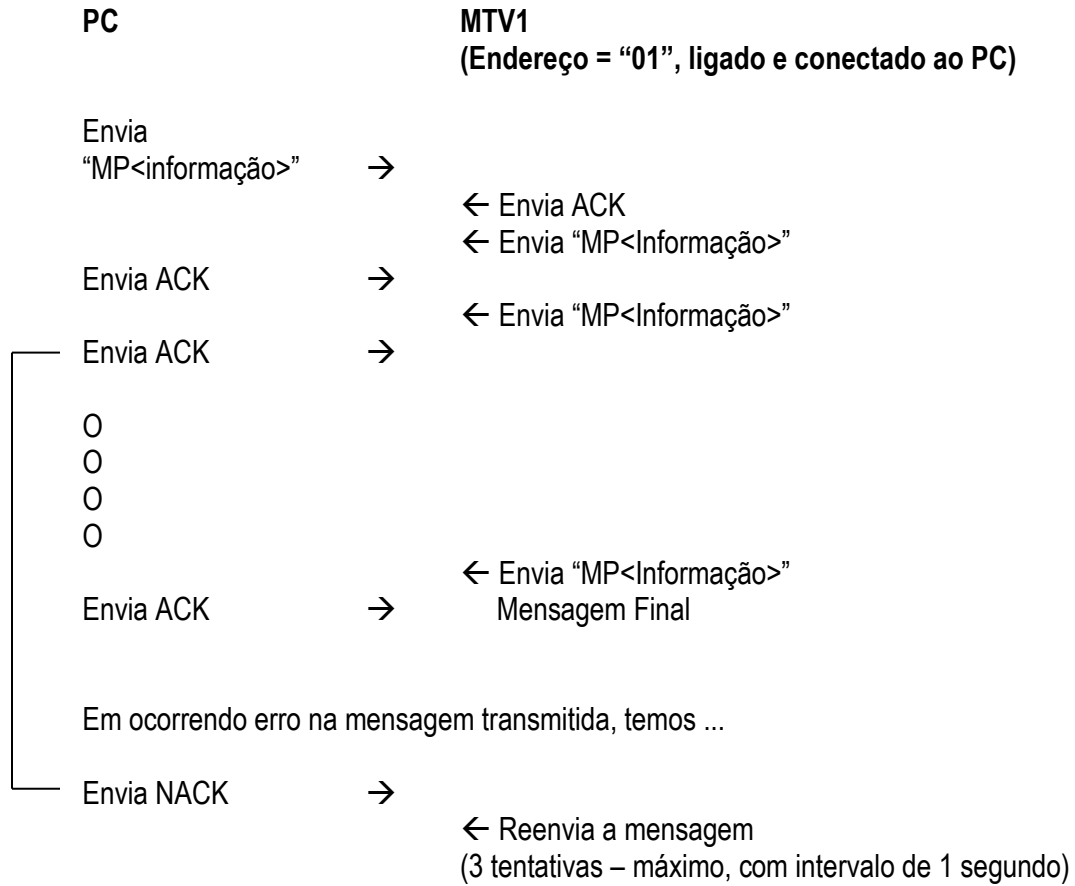 PC MTV1
(Endereço = “01”, ligado e conectado ao PC)
Envia
“MP<informação>” →
← Envia ACK
← Envia “MP<Informação>”
Envia ACK →
← Envia “MP<Informação>”
Envia ACK →
O
O
O
O
← Envia “MP<Informação>”
Envia ACK → Mensagem Final
Em ocorrendo erro na mensagem transmitida, temos ...
Envia NACK →
← Reenvia a mensagem
(3 tentativas – máximo, com intervalo de 1 segundo)